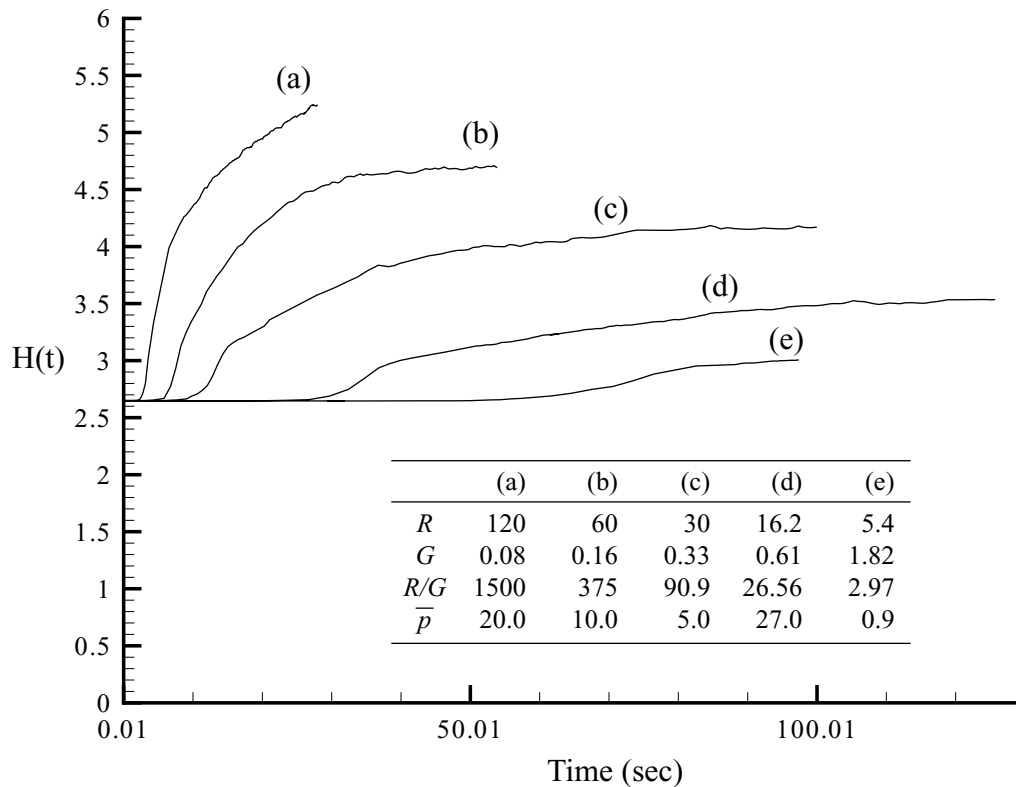 6
5.5
5
4.5
4
3.5
3
2.5
2
1.5
1
0.5
0
H(t)
(a)
(b)
(c)
(d)
(e)
(a) (b) (c) (d) (e)
R 120 60 30 16.2 5.4
G 0.08 0.16 0.33 0.61 1.82
R/G 1500 375 90.9 26.56 2.97
p̅ 20.0 10.0 5.0 27.0 0.9
0.01 50.01 100.01
Time (sec)